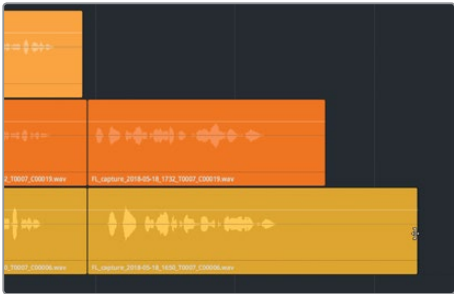 2_T0007_C00019.wav
FL_capture_2018-05-18_1732_T0007_C00019.wav
0_T0007_C00006.wav
FL_capture_2018-05-18_1650_T0007_C00006.wav